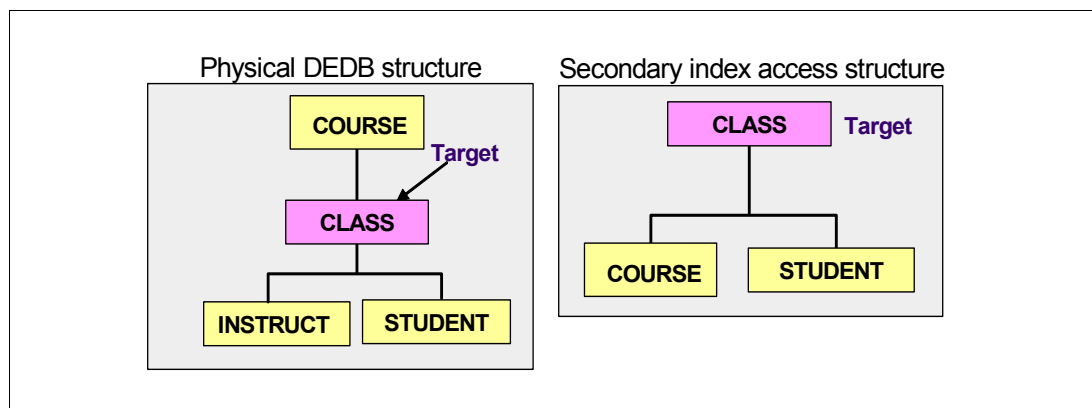 Physical DEDB structure
COURSE
Target
CLASS
INSTRUCT STUDENT
Secondary index access structure
CLASS Target
COURSE STUDENT